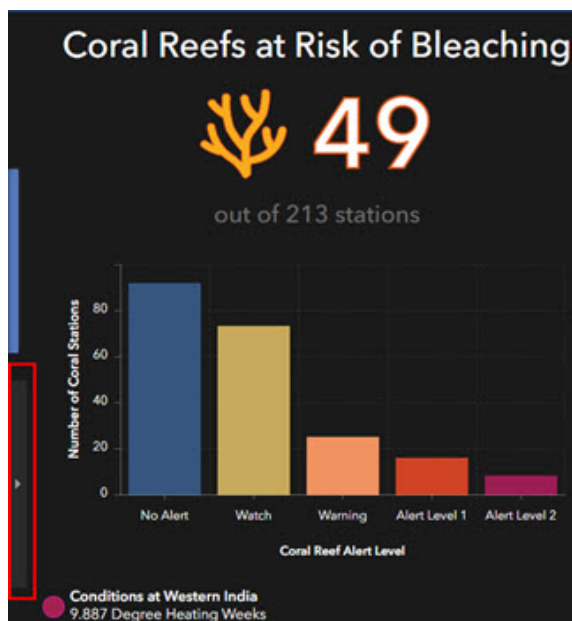 Coral Reefs at Risk of Bleaching
49
out of 213 stations
Number of Coral Stations
80
60
40
20
0
No Alert
Watch
Warning
Alert Level 1
Alert Level 2
Coral Reef Alert Level
Conditions at Western India
9.887 Degree Heating Weeks